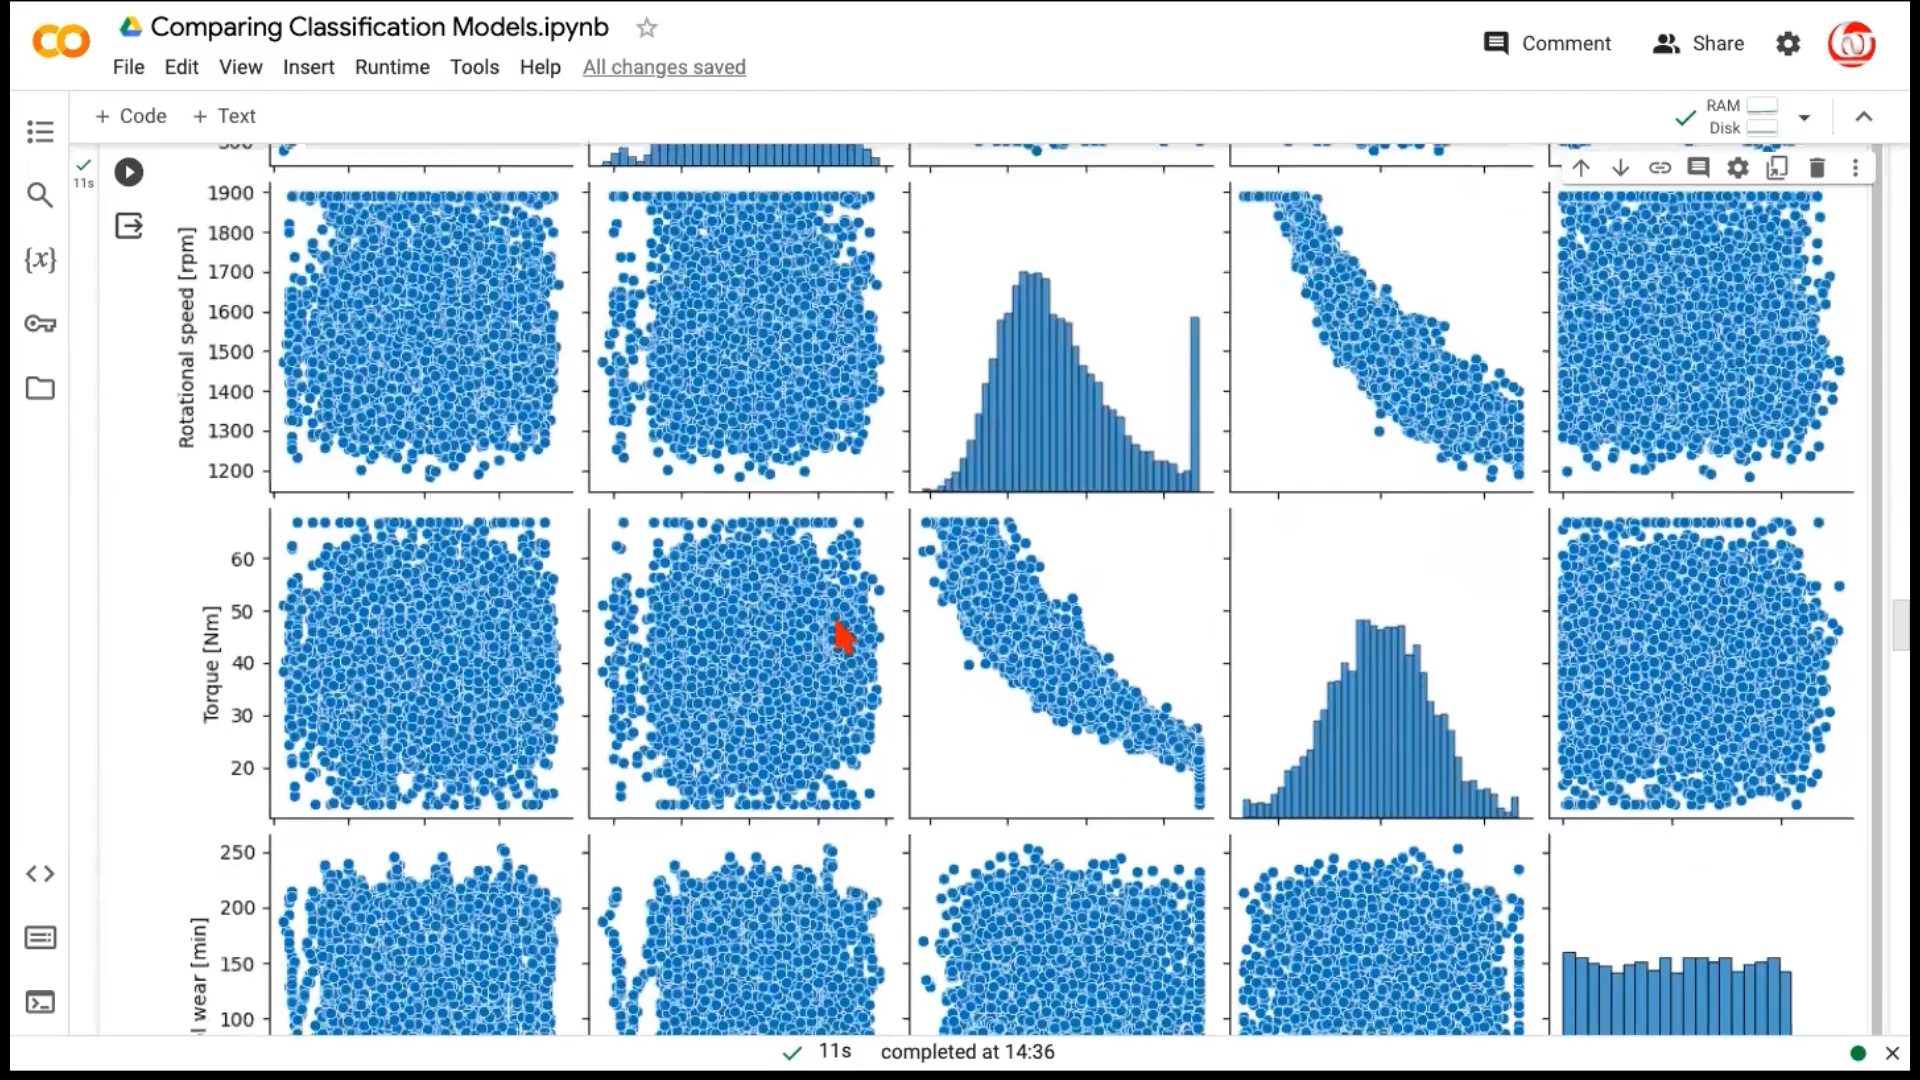 Comparing Classification Models.ipynb
Comment
Share
File Edit View Insert Runtime Tools Help All changes saved
+ Code + Text
RAM
Disk
11s
1900
1800
1700
1600
1500
1400
1300
1200
Rotational speed [rpm]
60
50
40
30
20
Torque [Nm]
250
200
150
100
l wear [min]
11s completed at 14:36